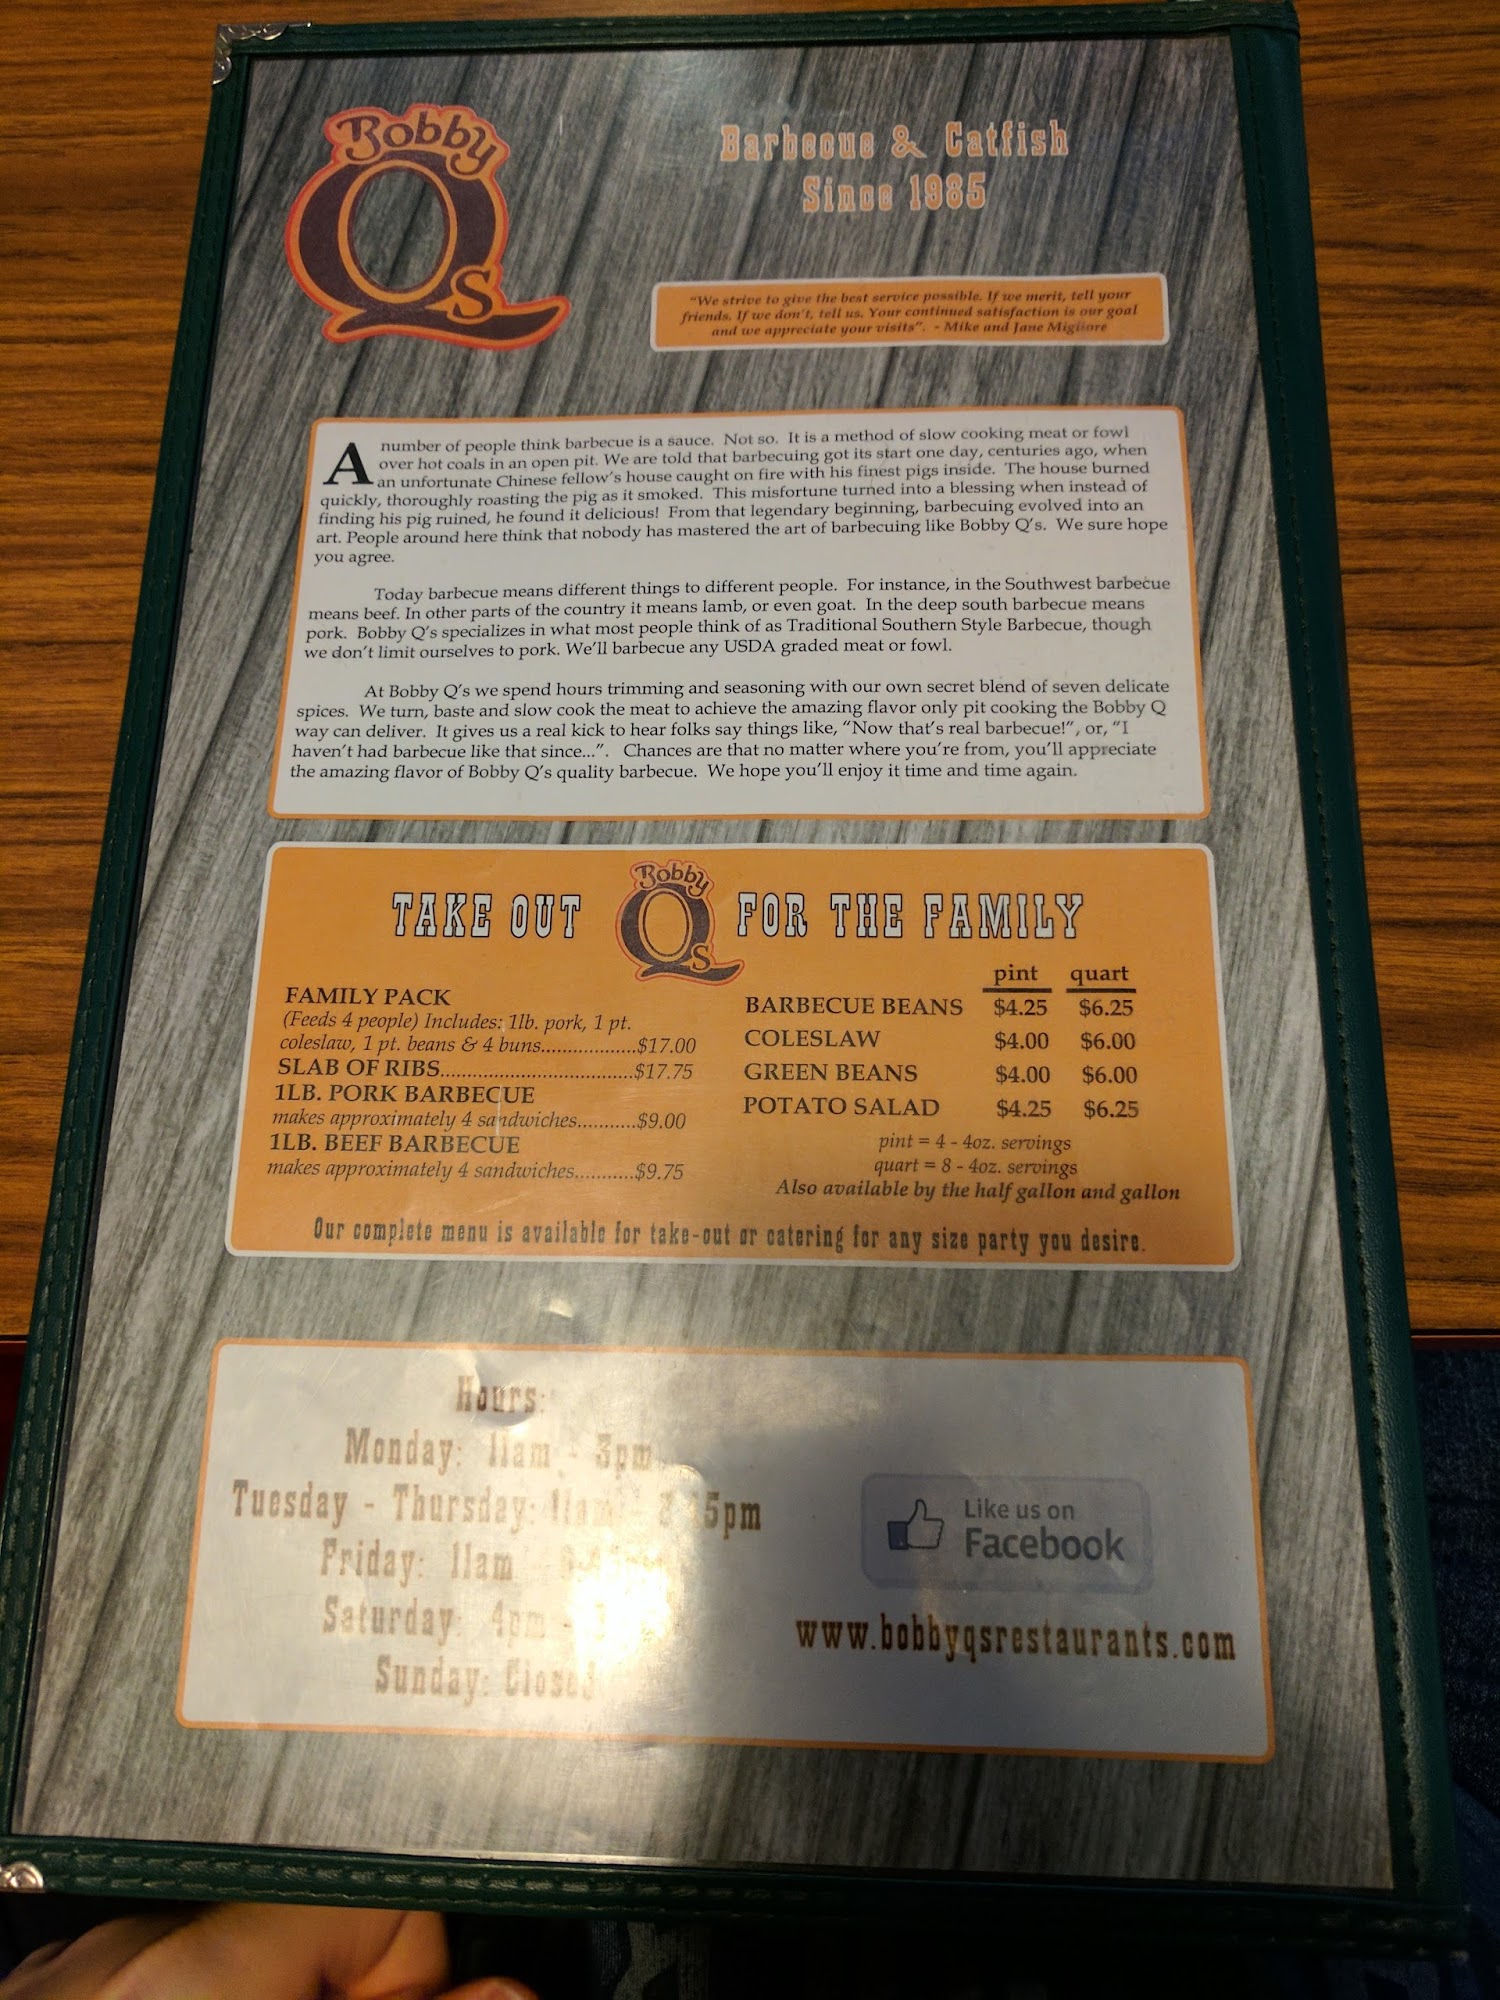 Bobby
Qs
Barbecue & Catfish
Since 1985
"We strive to give the best service possible. If we merit, tell your
friends. If we don't, tell us. Your continued satisfaction is our goal
and we appreciate your visits". - Mike and Jane Migliore
A number of people think barbecue is a sauce. Not so. It is a method of slow cooking meat or fowl
over hot coals in an open pit. We are told that barbecuing got its start one day, centuries ago, when
an unfortunate Chinese fellow's house caught on fire with his finest pigs inside. The house burned
quickly, thoroughly roasting the pig as it smoked. This misfortune turned into a blessing when instead of
finding his pig ruined, he found it delicious! From that legendary beginning, barbecuing evolved into an
art. People around here think that nobody has mastered the art of barbecuing like Bobby Q's. We sure hope
you agree.
Today barbecue means different things to different people. For instance, in the Southwest barbecue
means beef. In other parts of the country it means lamb, or even goat. In the deep south barbecue means
pork. Bobby Q's specializes in what most people think of as Traditional Southern Style Barbecue, though
we don't limit ourselves to pork. We'll barbecue any USDA graded meat or fowl.
At Bobby Q's we spend hours trimming and seasoning with our own secret blend of seven delicate
spices. We turn, baste and slow cook the meat to achieve the amazing flavor only pit cooking the Bobby Q
way can deliver. It gives us a real kick to hear folks say things like, "Now that's real barbecue!", or, "I
haven't had barbecue like that since...". Chances are that no matter where you're from, you'll appreciate
the amazing flavor of Bobby Q's quality barbecue. We hope you'll enjoy it time and time again.
TAKE OUT Bobby Qs FOR THE FAMILY
FAMILY PACK
(Feeds 4 people) Includes: 1lb. pork, 1 pt.
coleslaw, 1 pt. beans & 4 buns..................$17.00
SLAB OF RIBS....................................$17.75
1LB. PORK BARBECUE
makes approximately 4 sandwiches...........$9.00
1LB. BEEF BARBECUE
makes approximately 4 sandwiches...........$9.75
pint quart
BARBECUE BEANS $4.25 $6.25
COLESLAW $4.00 $6.00
GREEN BEANS $4.00 $6.00
POTATO SALAD $4.25 $6.25
pint = 4 - 4oz. servings
quart = 8 - 4oz. servings
Also available by the half gallon and gallon
Our complete menu is available for take-out or catering for any size party you desire.
Hours:
Monday: 11am - 3pm
Tuesday - Thursday: 11am -
Friday: 11am
Saturday: 4pm -
Sunday: Closed
Like us on
Facebook
www.bobbyqsrestaurants.com